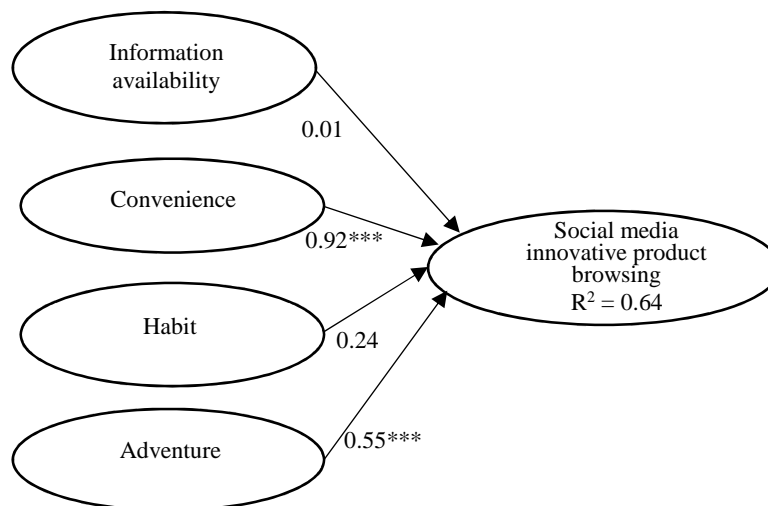 Information
availability
0.01
Convenience
0.92***
Social media
innovative product
browsing
R² = 0.64
Habit
0.24
Adventure
0.55***